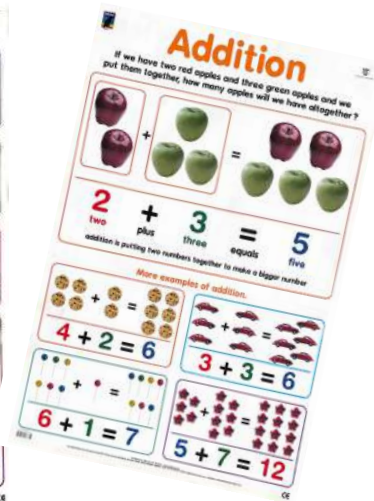 Addition
If we have two red apples and three green apples and we
put them together, how many apples will we have altogether?
+ =
2 + 3 = 5
two plus three equals five
addition is putting two numbers together to make a bigger number
More examples of addition.
+ =
4 + 2 = 6
+ =
3 + 3 = 6
+ =
6 + 1 = 7
+ =
5 + 7 = 12
CE